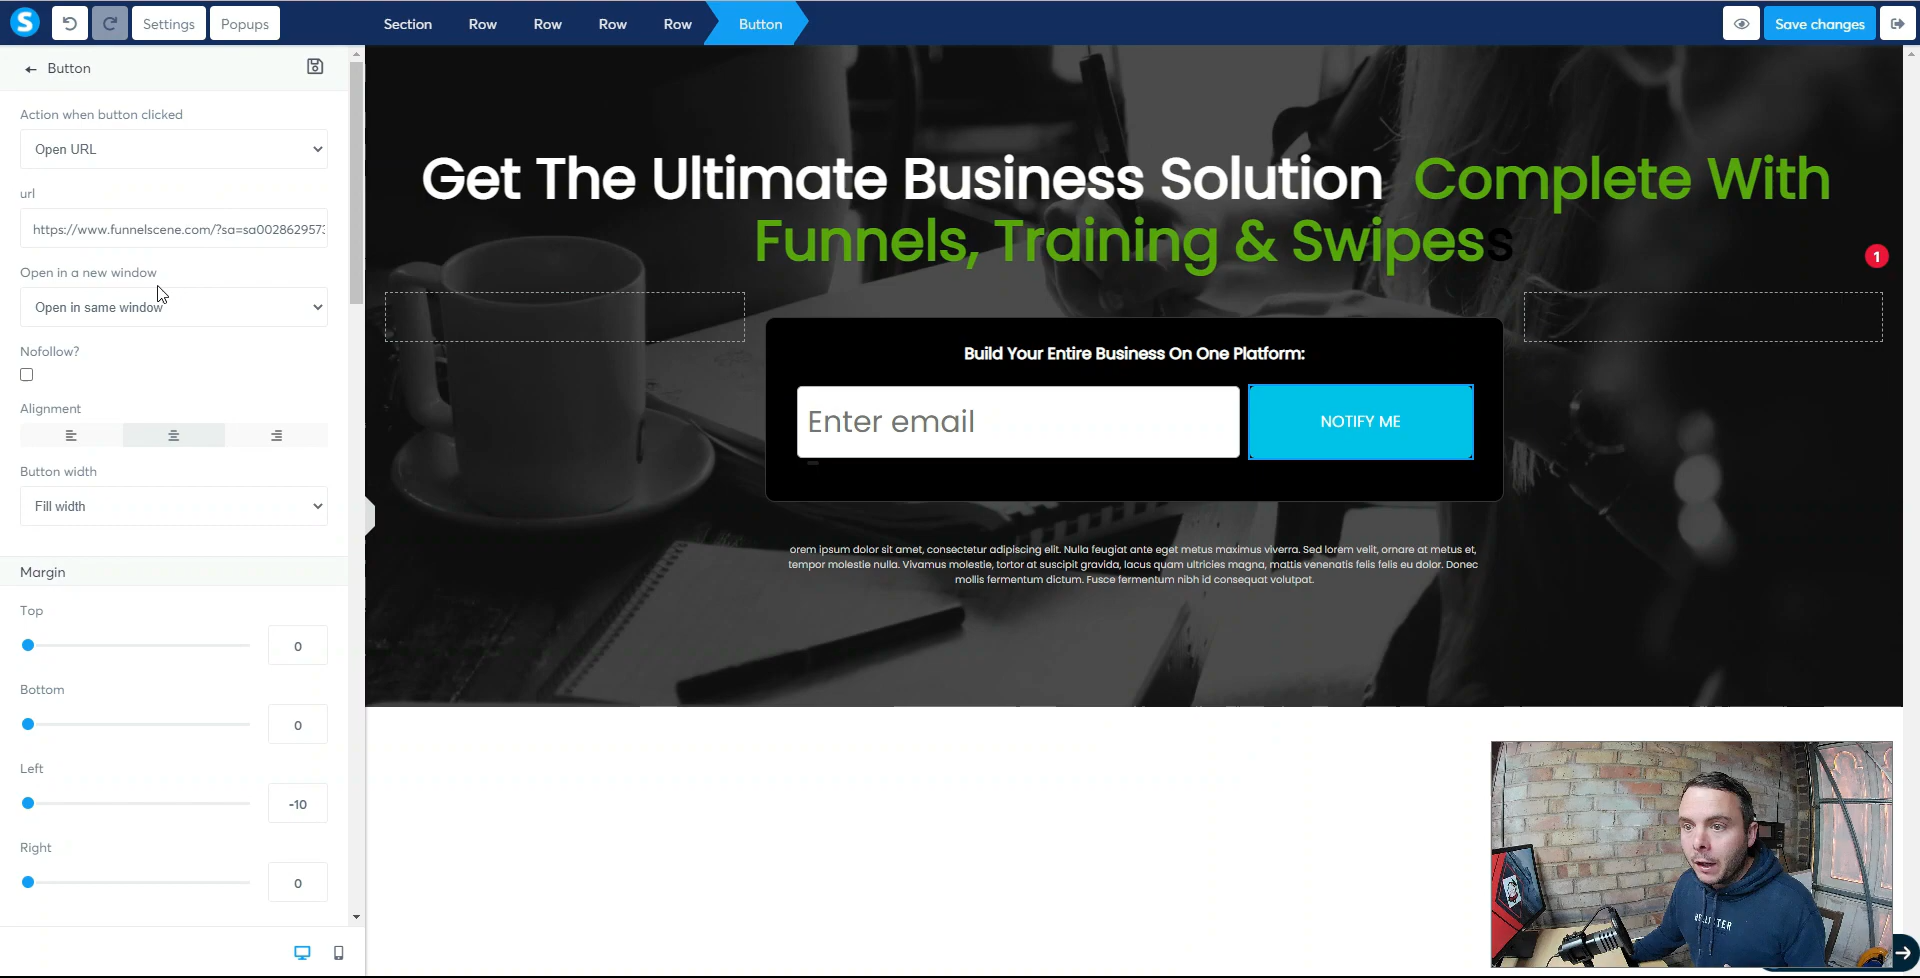 S Settings Popups Section Row Row Row Row Button Save changes
Button
Action when button clicked
Open URL
url
https://www.funnelscene.com/?sa=sa0028629573
Open in a new window
Open in same window
Nofollow?
Alignment
Button width
Fill width
Margin
Top
0
Bottom
0
Left
-10
Right
0
Get The Ultimate Business Solution Complete With
Funnels, Training & Swipess
1
Build Your Entire Business On One Platform:
Enter email
NOTIFY ME
orem ipsum dolor sit amet, consectetur adipiscing elit. Nulla feugiat ante eget metus maximus viverra. Sed lorem velit, ornare at metus et,
tempor molestie nulla. Vivamus molestie, tortor at suscipit gravida, lacus quam ultricies magna, mattis venenatis felis felis eu dolor. Donec
mollis fermentum dictum. Fusce fermentum nibh id consequat volutpat.